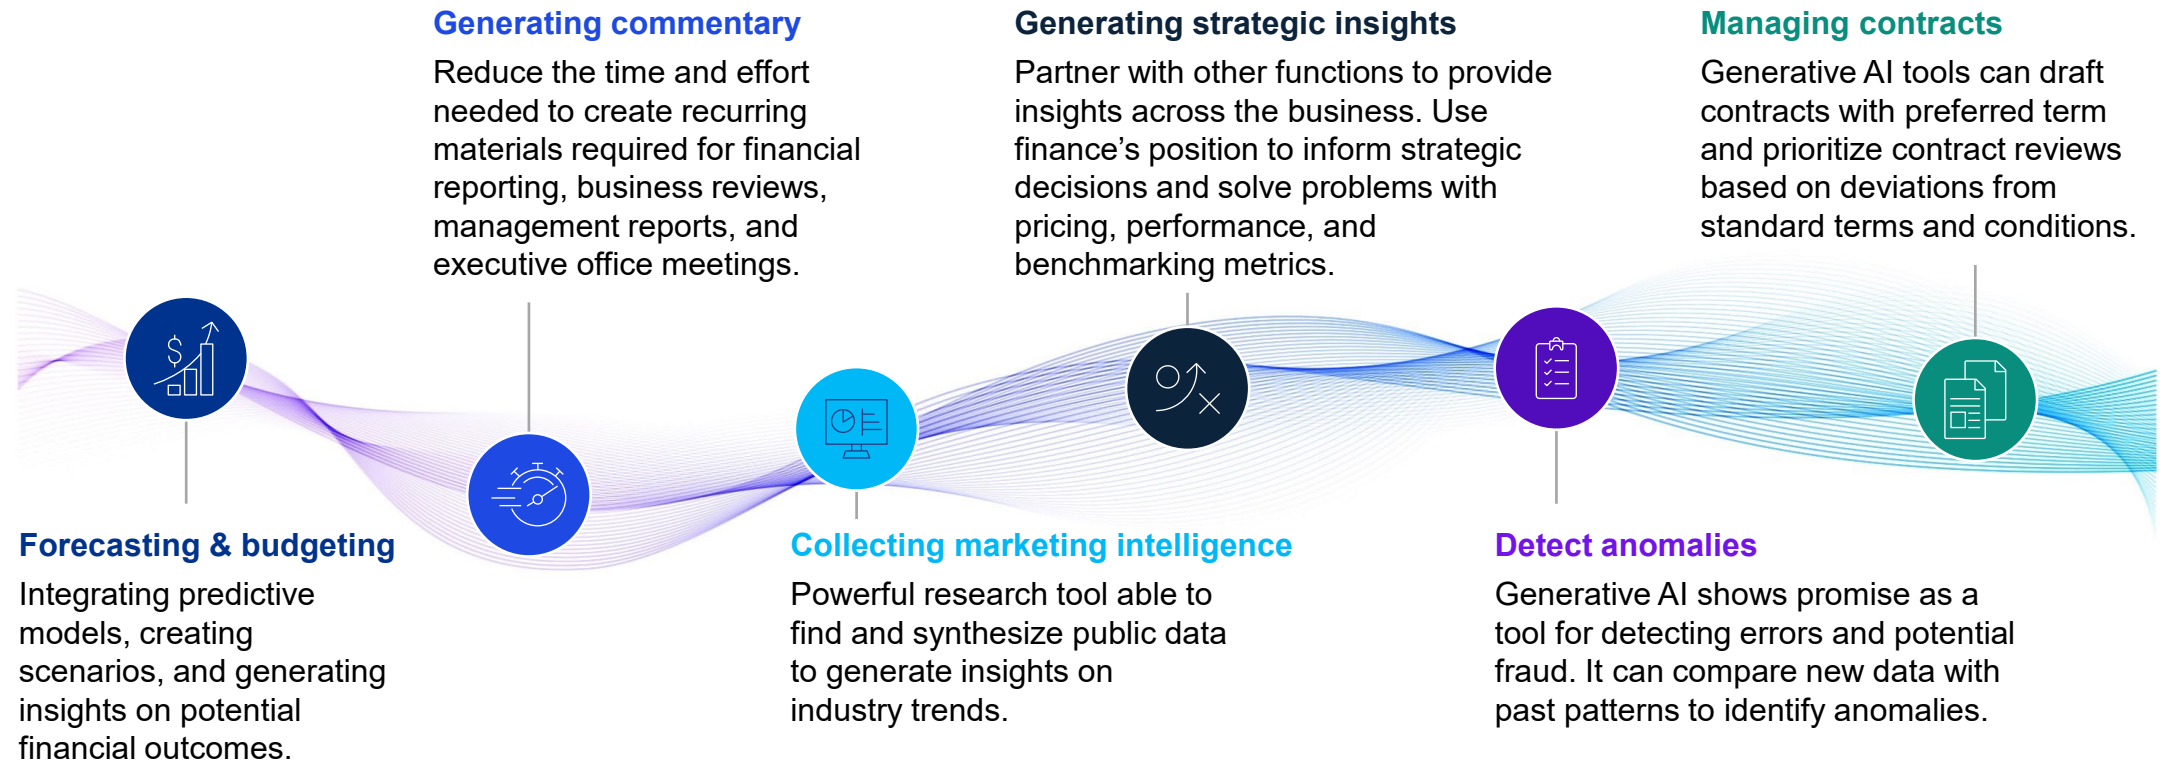 Generating commentary
Reduce the time and effort
needed to create recurring
materials required for financial
reporting, business reviews,
management reports, and
executive office meetings.
Generating strategic insights
Partner with other functions to provide
insights across the business. Use
finance’s position to inform strategic
decisions and solve problems with
pricing, performance, and
benchmarking metrics.
Managing contracts
Generative AI tools can draft
contracts with preferred term
and prioritize contract reviews
based on deviations from
standard terms and conditions.
$
Forecasting & budgeting
Integrating predictive
models, creating
scenarios, and generating
insights on potential
financial outcomes.
Collecting marketing intelligence
Powerful research tool able to
find and synthesize public data
to generate insights on
industry trends.
Detect anomalies
Generative AI shows promise as a
tool for detecting errors and potential
fraud. It can compare new data with
past patterns to identify anomalies.